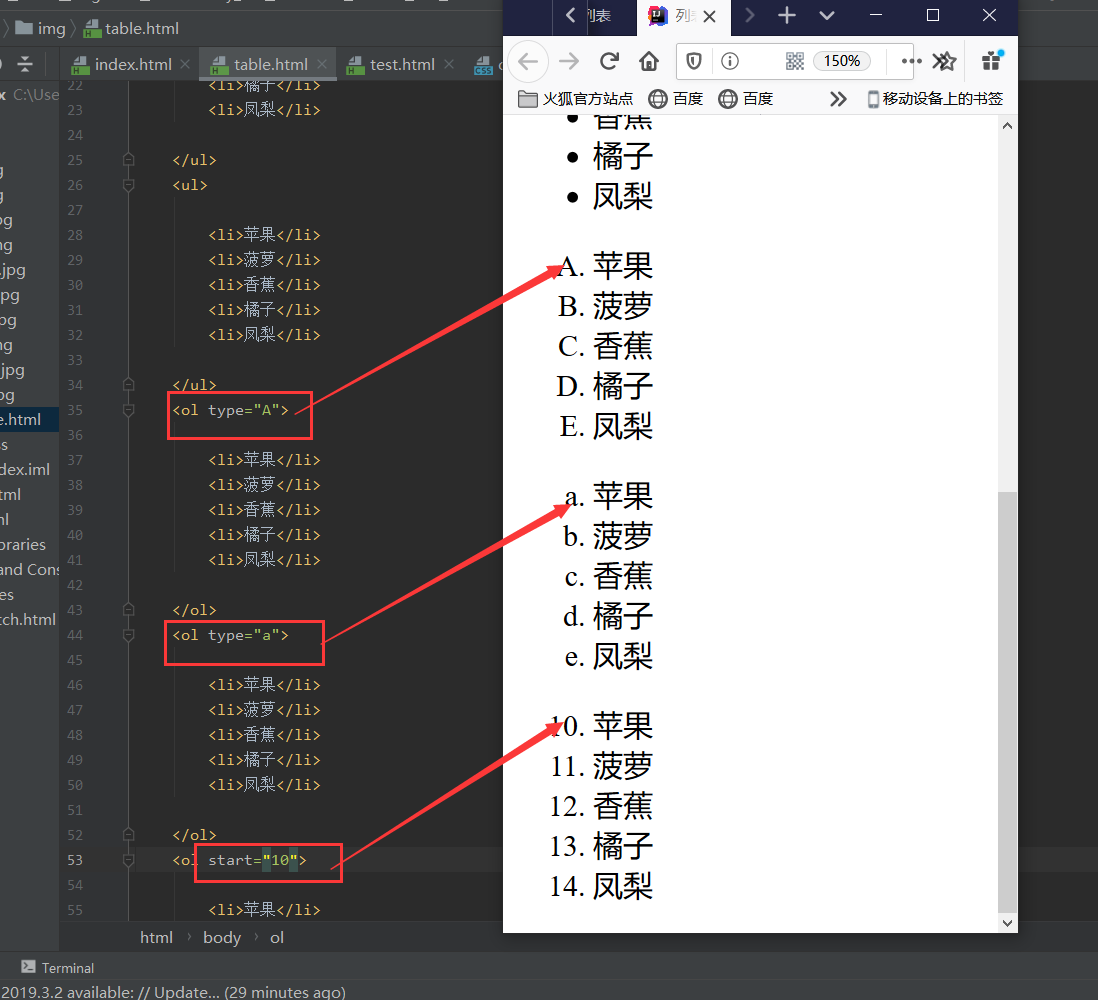 img
table.html
index.html
table.html
test.html
C:\Use
22 <li>橘子</li>
23 <li>凤梨</li>
24
25 </ul>
26 <ul>
27
28 <li>苹果</li>
29 <li>菠萝</li>
30 <li>香蕉</li>
31 <li>橘子</li>
32 <li>凤梨</li>
33
34 </ul>
35 <ol type="A">
36
37 <li>苹果</li>
38 <li>菠萝</li>
39 <li>香蕉</li>
40 <li>橘子</li>
41 <li>凤梨</li>
42
43 </ol>
44 <ol type="a">
45
46 <li>苹果</li>
47 <li>菠萝</li>
48 <li>香蕉</li>
49 <li>橘子</li>
50 <li>凤梨</li>
51
52 </ol>
53 <ol start="10">
54
55 <li>苹果</li>
html › body › ol
Terminal
2019.3.2 available: // Update... (29 minutes ago)
.jpg
e.html
dex.iml
braries
and Cons
tch.html
列表
列
150%
火狐官方站点 百度 百度 移动设备上的书签
香蕉
橘子
凤梨
A. 苹果
B. 菠萝
C. 香蕉
D. 橘子
E. 凤梨
a. 苹果
b. 菠萝
c. 香蕉
d. 橘子
e. 凤梨
10. 苹果
11. 菠萝
12. 香蕉
13. 橘子
14. 凤梨